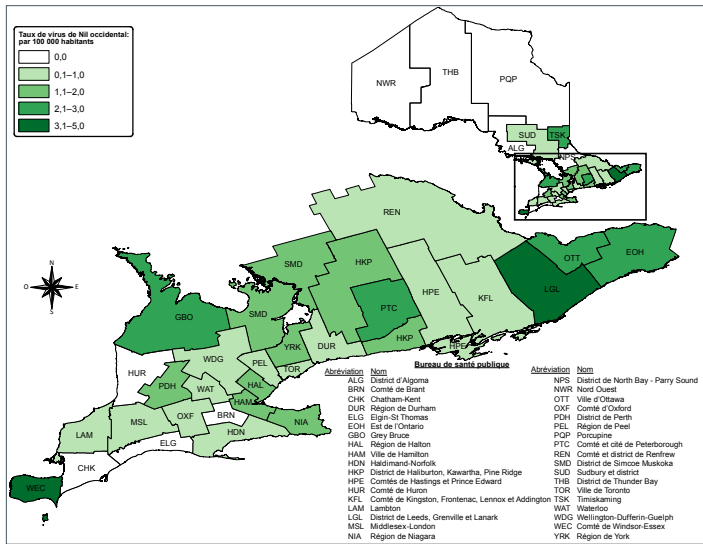 Taux de virus de Nil occidental:
par 100 000 habitants
0,0
0,1–1,0
1,1–2,0
2,1–3,0
3,1–5,0
NWR
THB
PQP
SUD
TSK
ALG
NPS
N
O
E
S
REN
SMD
HKP
OTT
EOH
LGL
PTC
HPE
KFL
GBO
SMD
HKP
YRK
DUR
HPE
WDG
PEL
TOR
HUR
PDH
WAT
HAL
HAM
MSL
OXF
BRN
NIA
LAM
ELG
HDN
CHK
WEC
Bureau de santé publique
Abréviation Nom
ALG District d'Algoma
BRN Comté de Brant
CHK Chatham-Kent
DUR Région de Durham
ELG Elgin-St Thomas
EOH Est de l'Ontario
GBO Grey Bruce
HAL Région de Halton
HAM Ville de Hamilton
HDN Haldimand-Norfolk
HKP District de Haliburton, Kawartha, Pine Ridge
HPE Comtés de Hastings et Prince Edward
HUR Comté de Huron
KFL Comté de Kingston, Frontenac, Lennox et Addington
LAM Lambton
LGL District de Leeds, Grenville et Lanark
MSL Middlesex-London
NIA Région de Niagara
Abréviation Nom
NPS District de North Bay - Parry Sound
NWR Nord Ouest
OTT Ville d'Ottawa
OXF Comté d'Oxford
PDH District de Perth
PEL Région de Peel
PQP Porcupine
PTC Comté et cité de Peterborough
REN Comté et district de Renfrew
SMD District de Simcoe Muskoka
SUD Sudbury et district
THB District de Thunder Bay
TOR Ville de Toronto
TSK Timiskaming
WAT Waterloo
WDG Wellington-Dufferin-Guelph
WEC Comté de Windsor-Essex
YRK Région de York